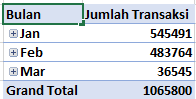 Bulan Jumlah Transaksi
Jan 545491
Feb 483764
Mar 36545
Grand Total 1065800